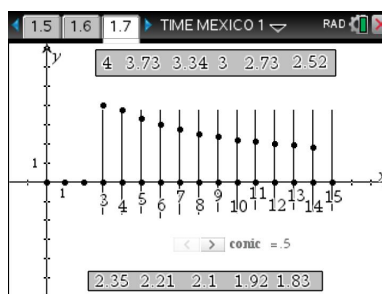 1.5 1.6 1.7 TIME MEXICO 1 RAD
y
4 3.73 3.34 3 2.73 2.52
1
x
1 3 4 5 6 7 8 9 10 11 12 13 14 15
< > conic =.5
2.35 2.21 2.1 1.92 1.83